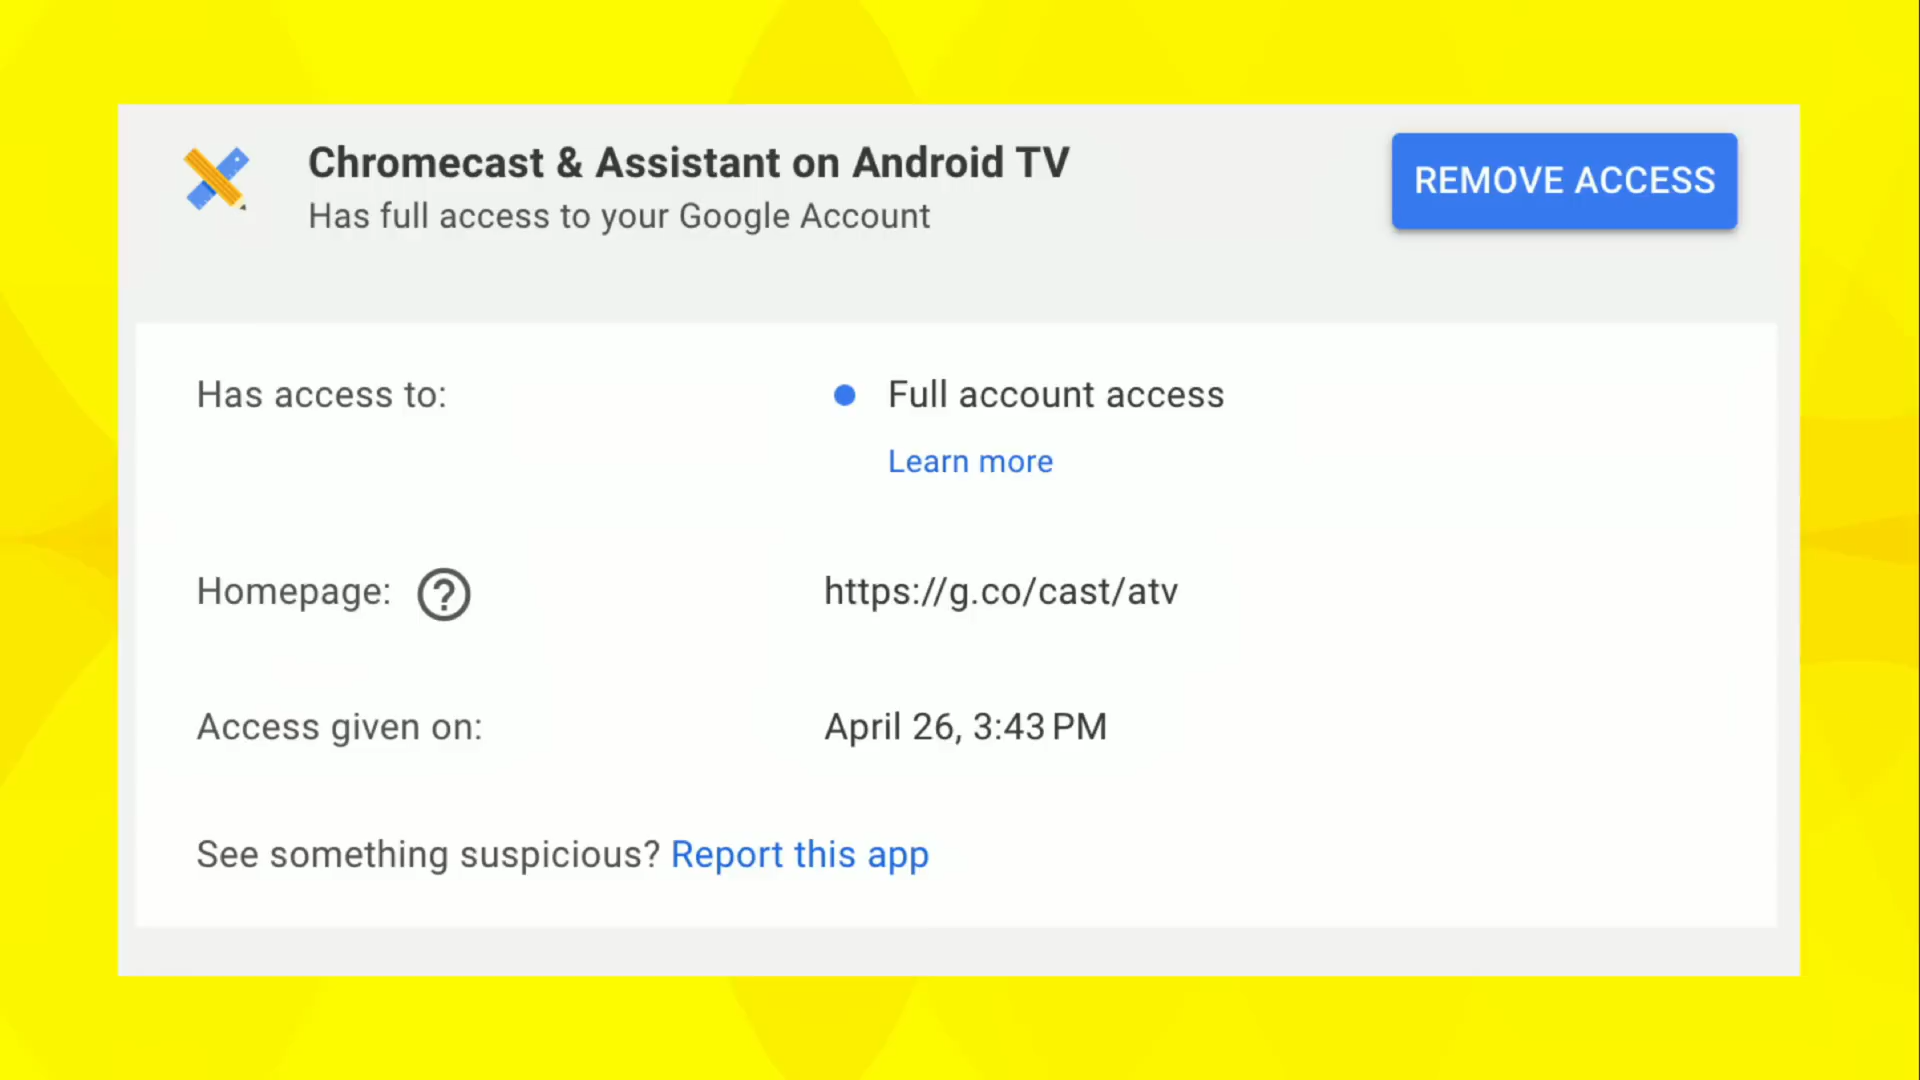 Chromecast & Assistant on Android TV
Has full access to your Google Account
REMOVE ACCESS
Has access to:
Full account access
Learn more
Homepage:
https://g.co/cast/atv
Access given on:
April 26, 3:43 PM
See something suspicious? Report this app